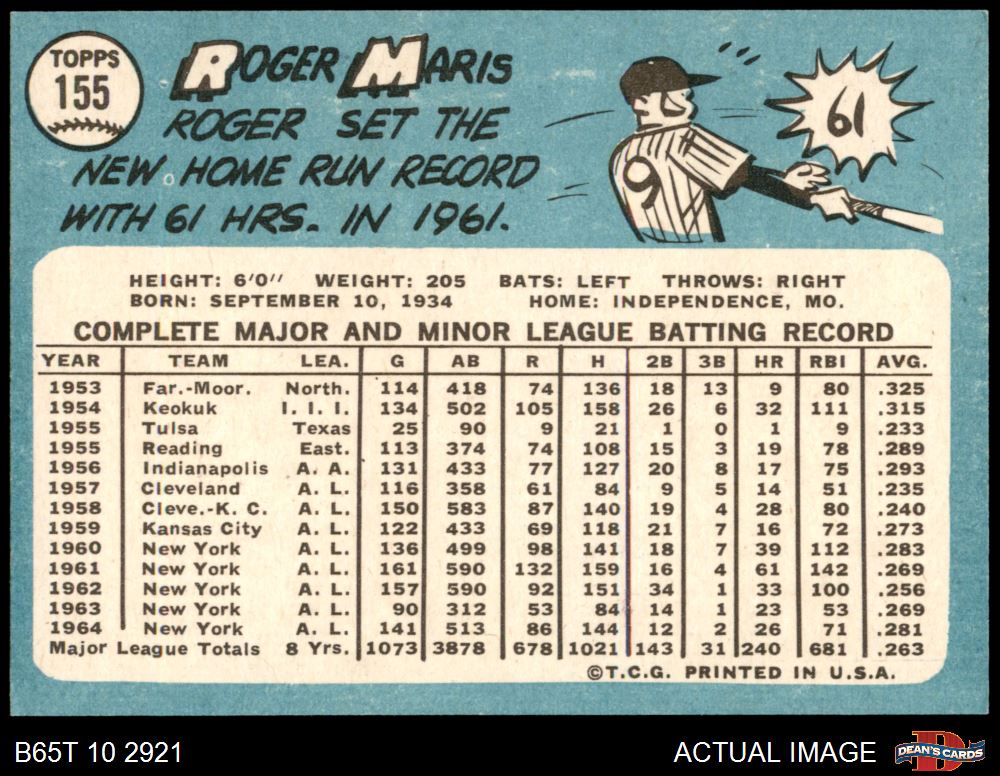 TOPPS
155
ROGER MARIS
ROGER SET THE
NEW HOME RUN RECORD
WITH 61 HRS. IN 1961.
61
9
HEIGHT: 6'0" WEIGHT: 205 BATS: LEFT THROWS: RIGHT
BORN: SEPTEMBER 10, 1934 HOME: INDEPENDENCE, MO.
COMPLETE MAJOR AND MINOR LEAGUE BATTING RECORD
YEAR TEAM LEA. G AB R H 2B 3B HR RBI AVG.
1953 Far.-Moor. North. 114 418 74 136 18 13 9 80 .325
1954 Keokuk I. I. I. 134 502 105 158 26 6 32 111 .315
1955 Tulsa Texas 25 90 9 21 1 0 1 9 .233
1955 Reading East. 113 374 74 108 15 3 19 78 .289
1956 Indianapolis A. A. 131 433 77 127 20 8 17 75 .293
1957 Cleveland A. L. 116 358 61 84 9 5 14 51 .235
1958 Cleve.-K. C. A. L. 150 583 87 140 19 4 28 80 .240
1959 Kansas City A. L. 122 433 69 118 21 7 16 72 .273
1960 New York A. L. 136 499 98 141 18 7 39 112 .283
1961 New York A. L. 161 590 132 159 16 4 61 142 .269
1962 New York A. L. 157 590 92 151 34 1 33 100 .256
1963 New York A. L. 90 312 53 84 14 1 23 53 .269
1964 New York A. L. 141 513 86 144 12 2 26 71 .281
Major League Totals 8 Yrs. 1073 3878 678 1021 143 31 240 681 .263
©T.C.G. PRINTED IN U.S.A.
B65T 10 2921 ACTUAL IMAGE
DEAN'S CARDS